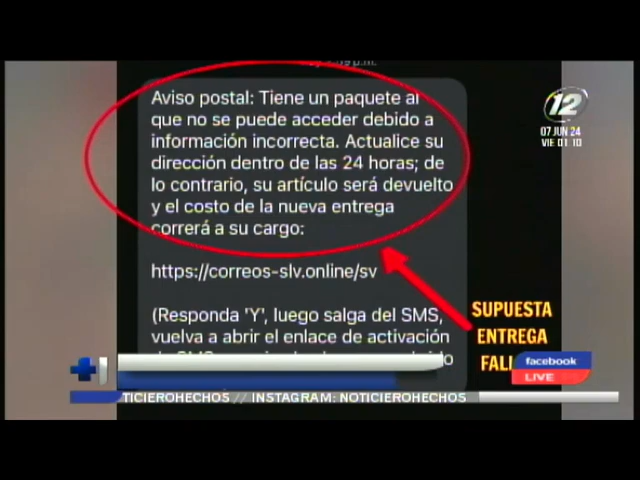 p.m.
Aviso postal: Tiene un paquete al
que no se puede acceder debido a
información incorrecta. Actualice su
dirección dentro de las 24 horas; de
lo contrario, su artículo será devuelto
y el costo de la nueva entrega
correrá a su cargo:
https://correos-slv.online/sv
(Responda 'Y', luego salga del SMS,
vuelva a abrir el enlace de activación
12
07 JUN 24
VIE 01 10
SUPUESTA
ENTREGA
facebook
LIVE
TICIEROHECHOS // INSTAGRAM: NOTICIEROHECHOS